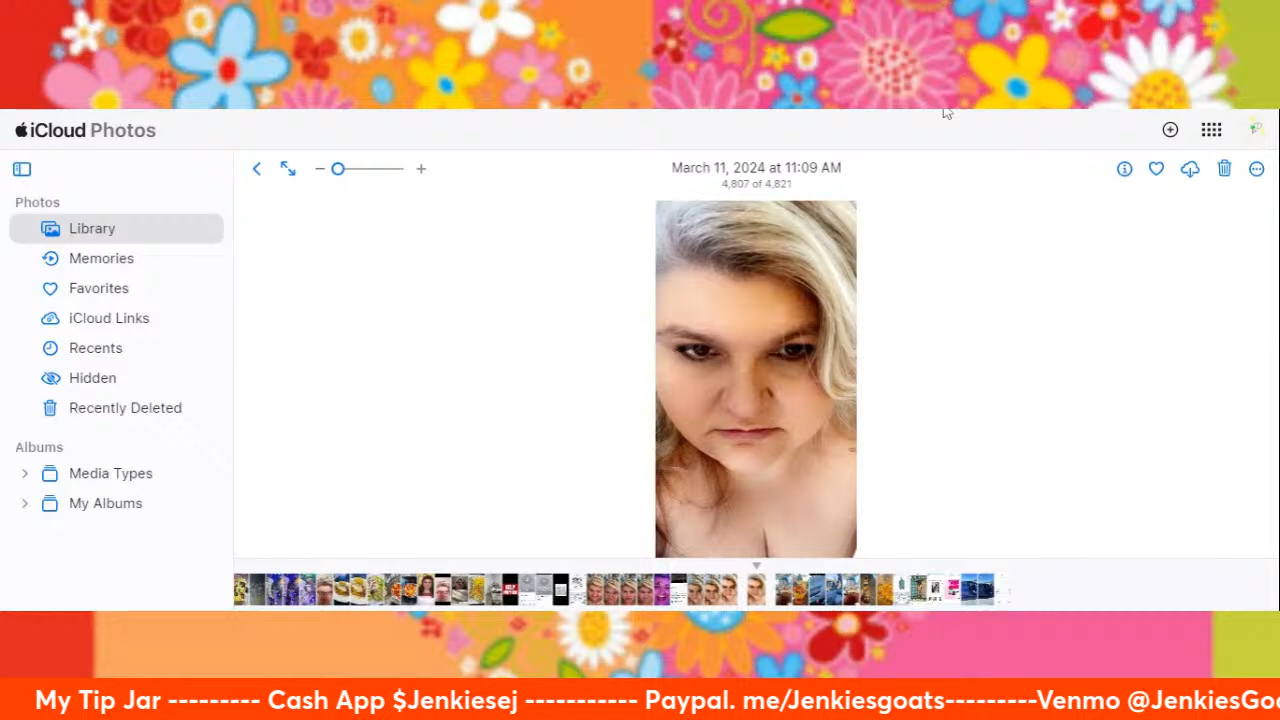 iCloud Photos
March 11, 2024 at 11:09 AM
4,807 of 4,821
Photos
Library
Memories
Favorites
iCloud Links
Recents
Hidden
Recently Deleted
Albums
Media Types
My Albums
My Tip Jar --------- Cash App $Jenkiesej ----------- Paypal. me/Jenkiesgoats---------Venmo @JenkiesGo